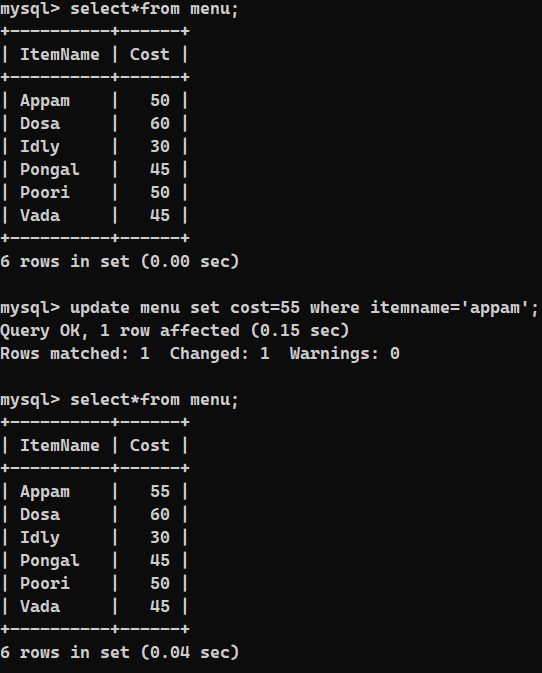 mysql> select*from menu;
+----------+------+
| ItemName | Cost |
+----------+------+
| Appam    |   50 |
| Dosa     |   60 |
| Idly     |   30 |
| Pongal   |   45 |
| Poori    |   50 |
| Vada     |   45 |
+----------+------+
6 rows in set (0.00 sec)

mysql> update menu set cost=55 where itemname='appam';
Query OK, 1 row affected (0.15 sec)
Rows matched: 1  Changed: 1  Warnings: 0

mysql> select*from menu;
+----------+------+
| ItemName | Cost |
+----------+------+
| Appam    |   55 |
| Dosa     |   60 |
| Idly     |   30 |
| Pongal   |   45 |
| Poori    |   50 |
| Vada     |   45 |
+----------+------+
6 rows in set (0.04 sec)